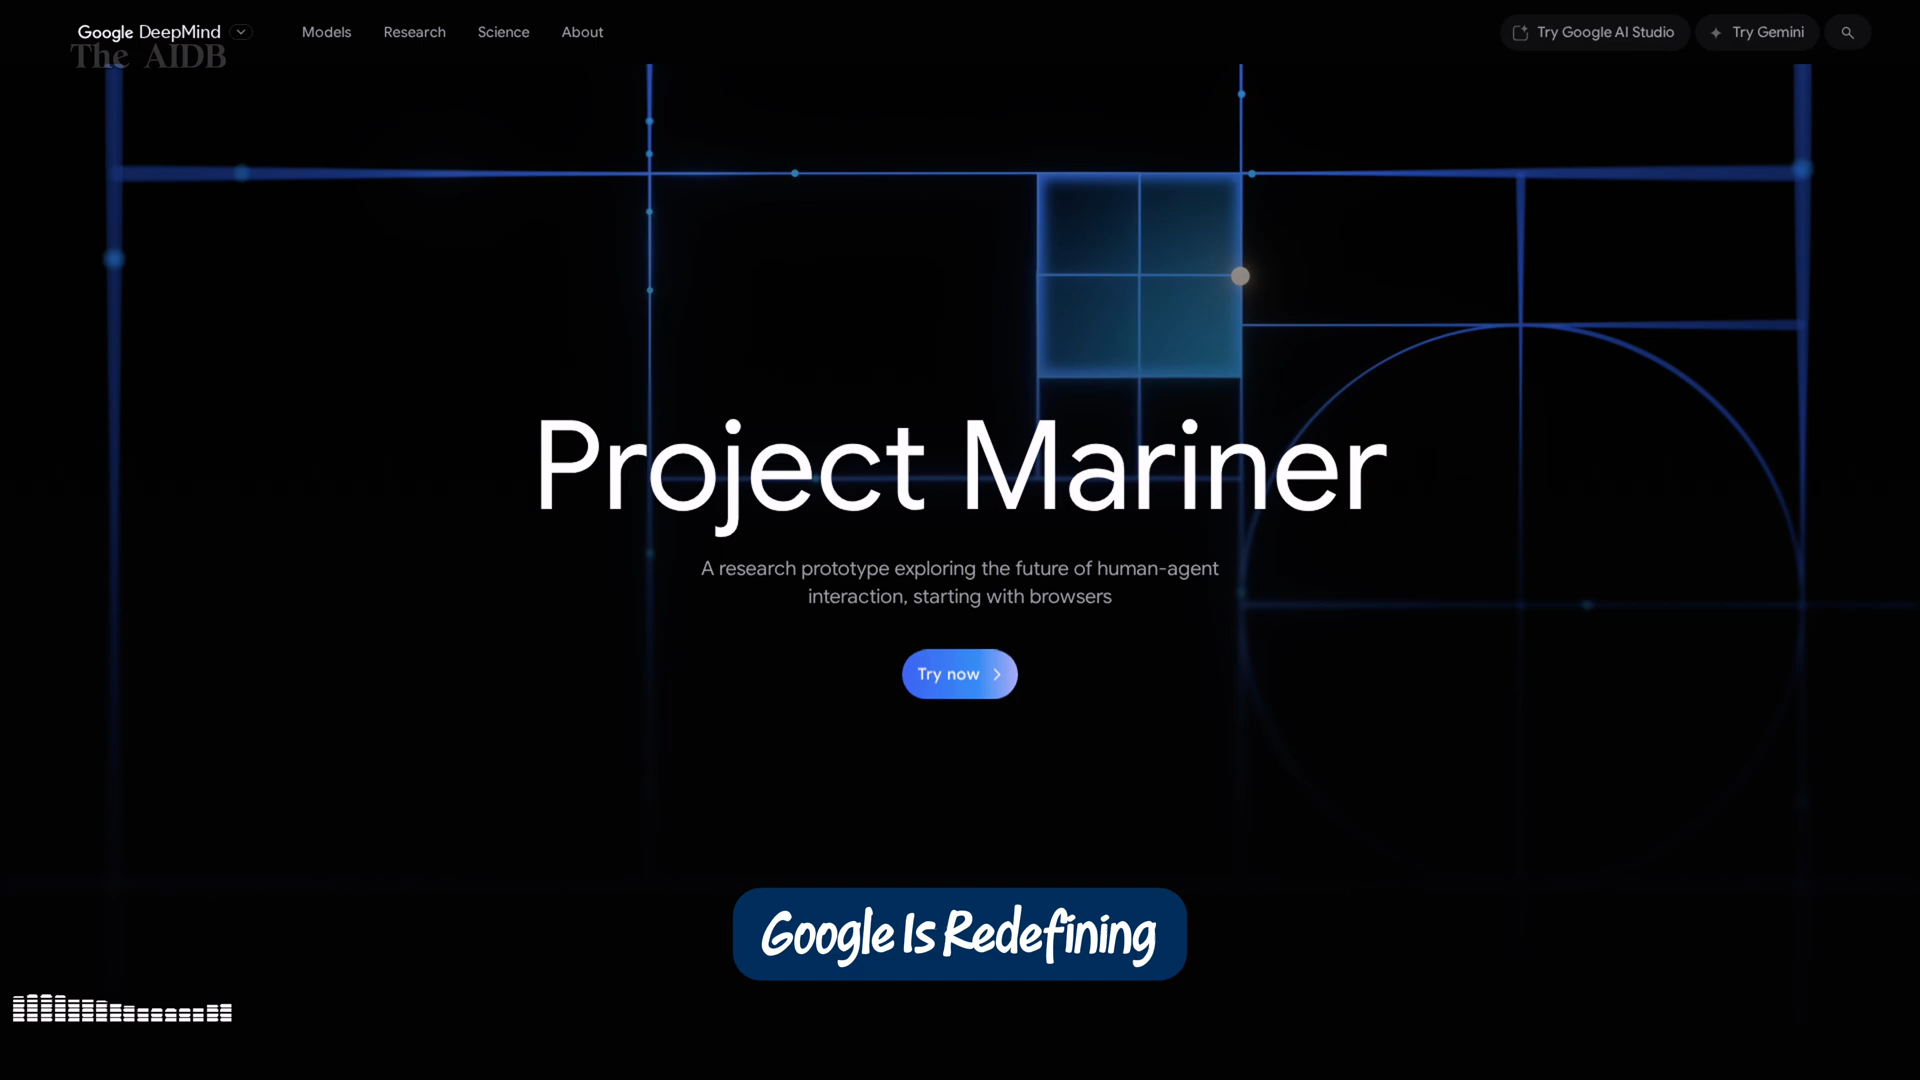 Google DeepMind
Models
Research
Science
About
Try Google AI Studio
Try Gemini
The AIDB
Project Mariner
A research prototype exploring the future of human-agent
interaction, starting with browsers
Try now
Google Is Redefining